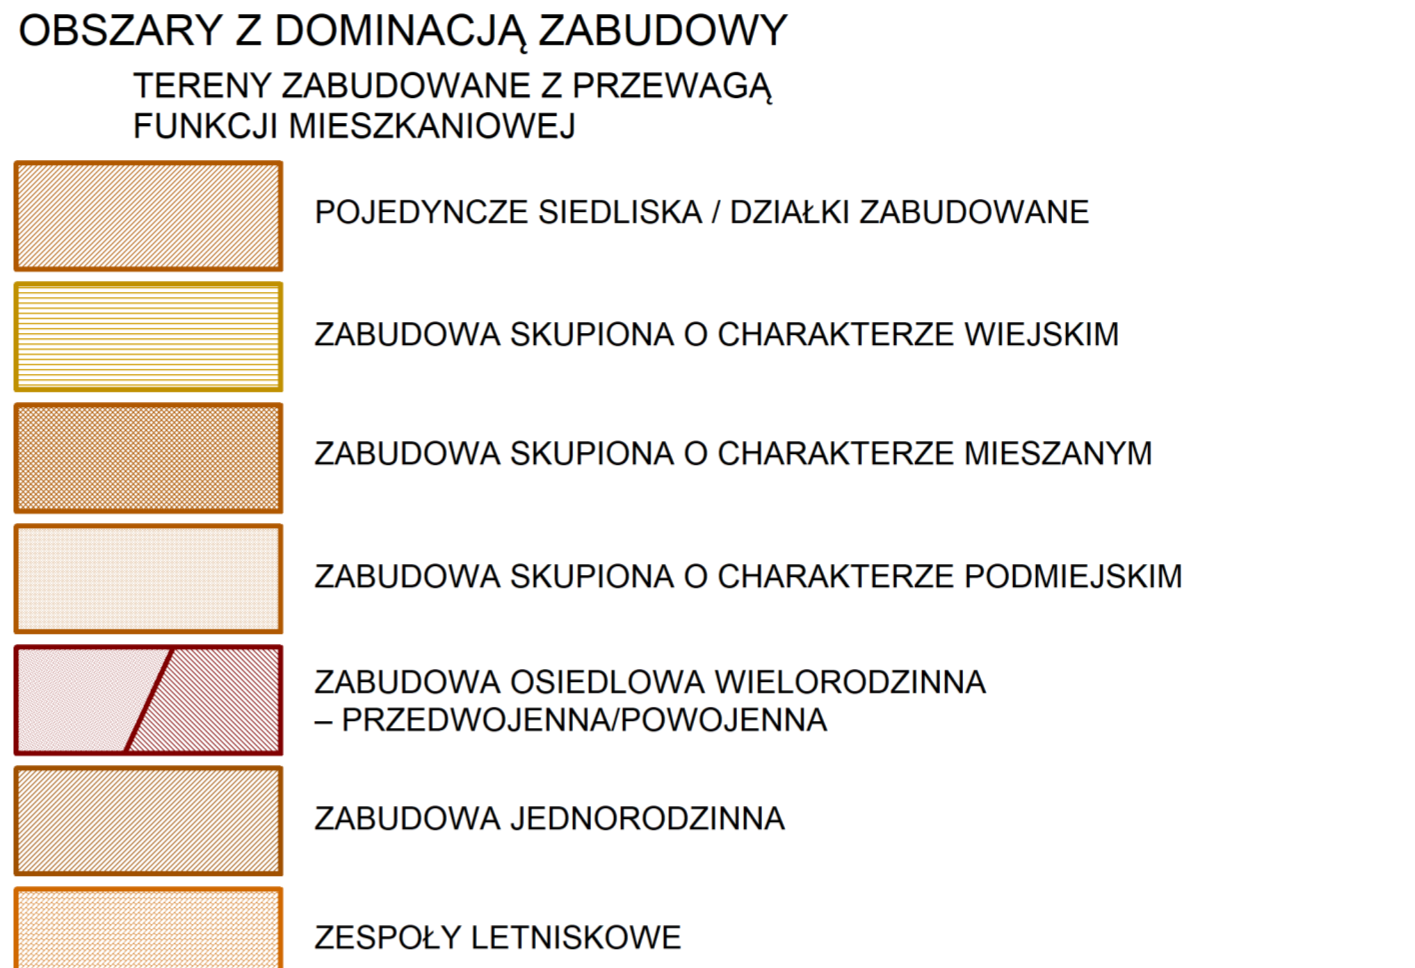 OBSZARY Z DOMINACJĄ ZABUDOWY
TERENY ZABUDOWANE Z PRZEWAGĄ
FUNKCJI MIESZKANIOWEJ
POJEDYNCZE SIEDLISKA / DZIAŁKI ZABUDOWANE
ZABUDOWA SKUPIONA O CHARAKTERZE WIEJSKIM
ZABUDOWA SKUPIONA O CHARAKTERZE MIESZANYM
ZABUDOWA SKUPIONA O CHARAKTERZE PODMIEJSKIM
ZABUDOWA OSIEDLOWA WIELORODZINNA
– PRZEDWOJENNA/POWOJENNA
ZABUDOWA JEDNORODZINNA
ZESPOŁY LETNISKOWE